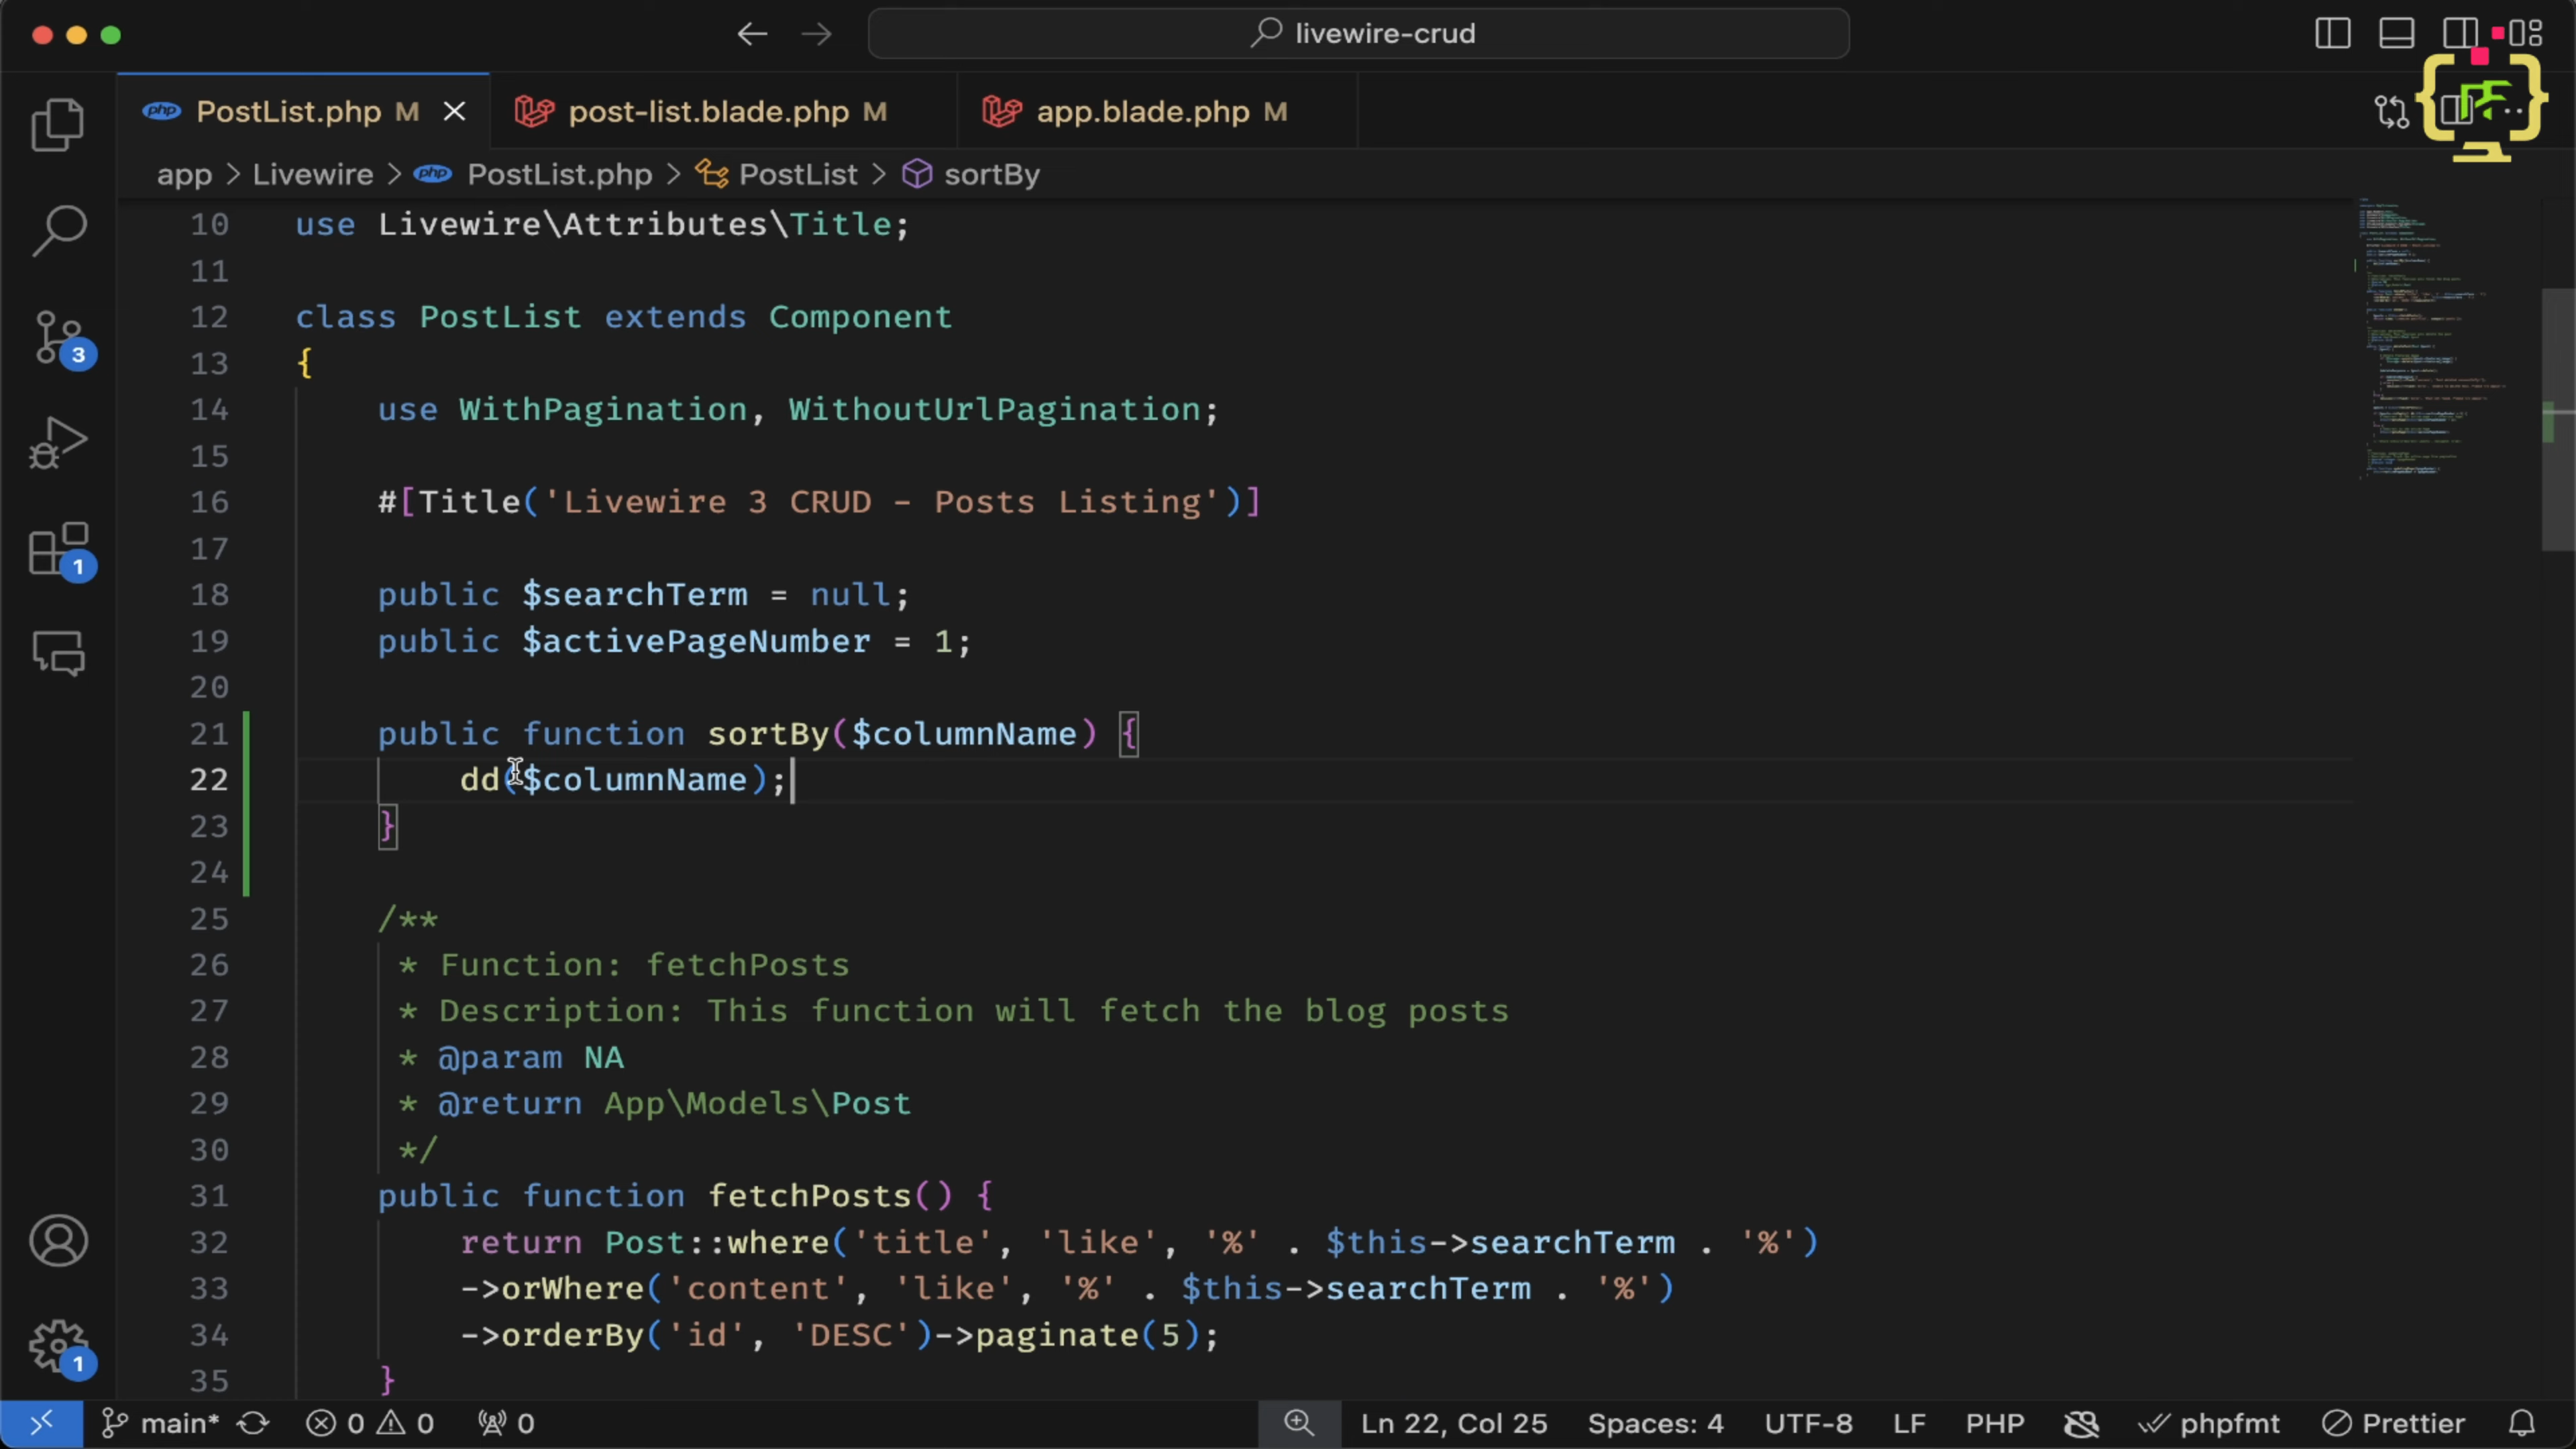 livewire-crud
PostList.php M
post-list.blade.php M
app.blade.php M
app > Livewire > PostList.php > PostList > sortBy
10 use Livewire\Attributes\Title;
11
12 class PostList extends Component
13 {
14 use WithPagination, WithoutUrlPagination;
15
16 #[Title('Livewire 3 CRUD - Posts Listing')]
17
18 public $searchTerm = null;
19 public $activePageNumber = 1;
20
21 public function sortBy($columnName) {
22 dd($columnName);
23 }
24
25 /**
26 * Function: fetchPosts
27 * Description: This function will fetch the blog posts
28 * @param NA
29 * @return App\Models\Post
30 */
31 public function fetchPosts() {
32 return Post::where('title', 'like', '%' . $this->searchTerm . '%')
33 ->orWhere('content', 'like', '%' . $this->searchTerm . '%')
34 ->orderBy('id', 'DESC')->paginate(5);
35 }
3
1
1
main* 0 0 0 Ln 22, Col 25 Spaces: 4 UTF-8 LF PHP phpfmt Prettier